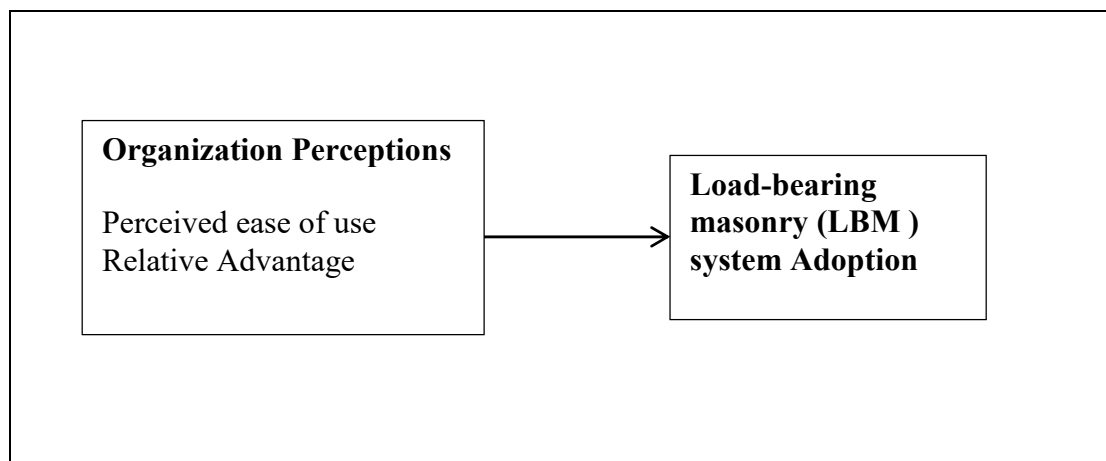 Organization Perceptions
Perceived ease of use
Relative Advantage
Load-bearing
masonry (LBM )
system Adoption